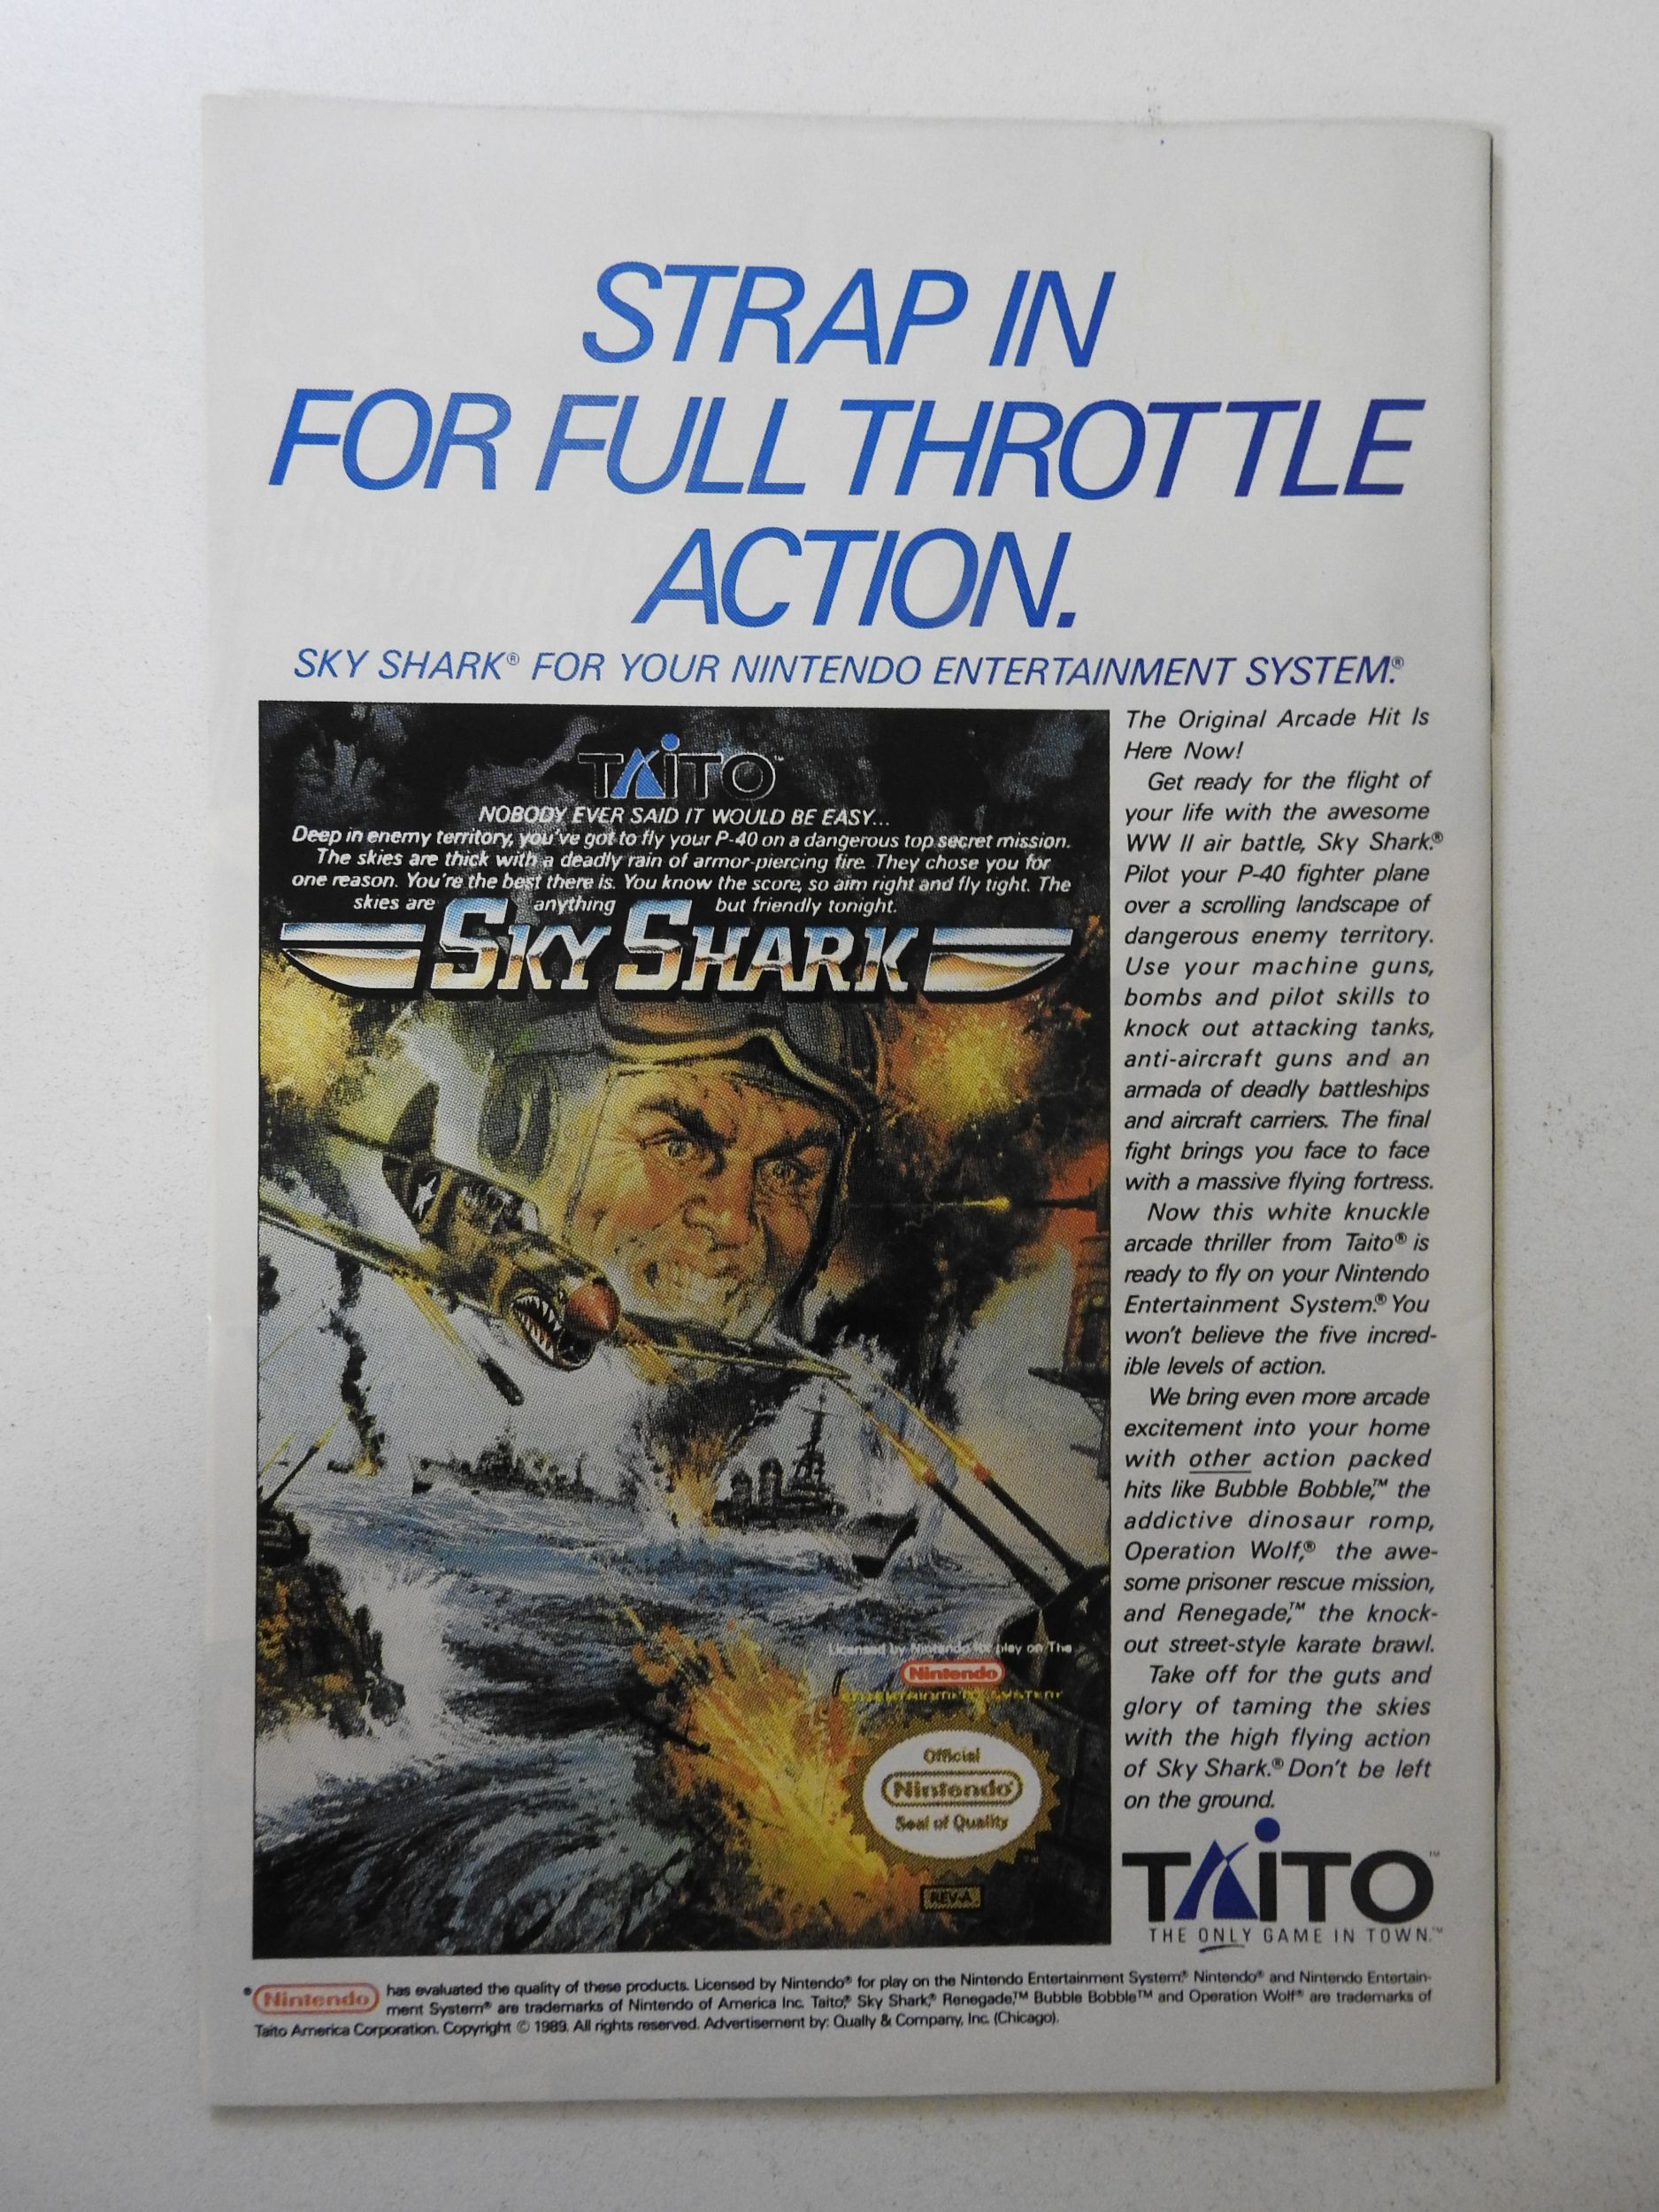 STRAP IN
FOR FULL THROTTLE
ACTION.
SKY SHARK® FOR YOUR NINTENDO ENTERTAINMENT SYSTEM.®
TAITO™
NOBODY EVER SAID IT WOULD BE EASY...
Deep in enemy territory, you've got to fly your P-40 on a dangerous top secret mission.
The skies are thick with a deadly rain of armor-piercing fire. They chose you for
one reason. You're the best there is. You know the score, so aim right and fly tight. The
skies are anything but friendly tonight.
SKY SHARK
Licensed by Nintendo for play on The
Nintendo
ENTERTAINMENT SYSTEM
Official
Nintendo®
Seal of Quality
TM
REV-A
The Original Arcade Hit Is
Here Now!
Get ready for the flight of
your life with the awesome
WW II air battle, Sky Shark.®
Pilot your P-40 fighter plane
over a scrolling landscape of
dangerous enemy territory.
Use your machine guns,
bombs and pilot skills to
knock out attacking tanks,
anti-aircraft guns and an
armada of deadly battleships
and aircraft carriers. The final
fight brings you face to face
with a massive flying fortress.
Now this white knuckle
arcade thriller from Taito® is
ready to fly on your Nintendo
Entertainment System.® You
won't believe the five incred-
ible levels of action.
We bring even more arcade
excitement into your home
with other action packed
hits like Bubble Bobble,™ the
addictive dinosaur romp,
Operation Wolf,® the awe-
some prisoner rescue mission,
and Renegade,™ the knock-
out street-style karate brawl.
Take off for the guts and
glory of taming the skies
with the high flying action
of Sky Shark.® Don't be left
on the ground.
TAITO™
THE ONLY GAME IN TOWN.™
Nintendo has evaluated the quality of these products. Licensed by Nintendo® for play on the Nintendo Entertainment System.® Nintendo® and Nintendo Entertain-
ment System® are trademarks of Nintendo of America Inc. Taito,® Sky Shark,® Renegade,™ Bubble Bobble™ and Operation Wolf® are trademarks of
Taito America Corporation. Copyright © 1989. All rights reserved. Advertisement by: Qually & Company, Inc. (Chicago).